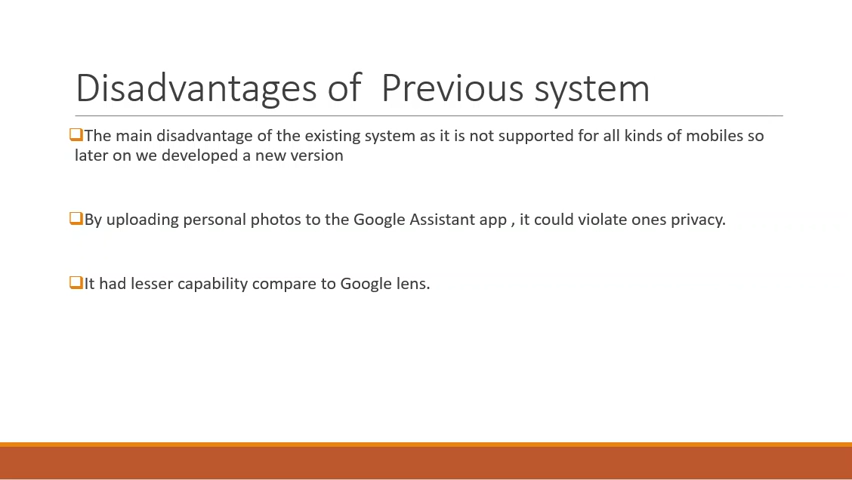 Disadvantages of  Previous system
The main disadvantage of the existing system as it is not supported for all kinds of mobiles so
later on we developed a new version
By uploading personal photos to the Google Assistant app , it could violate ones privacy.
It had lesser capability compare to Google lens.